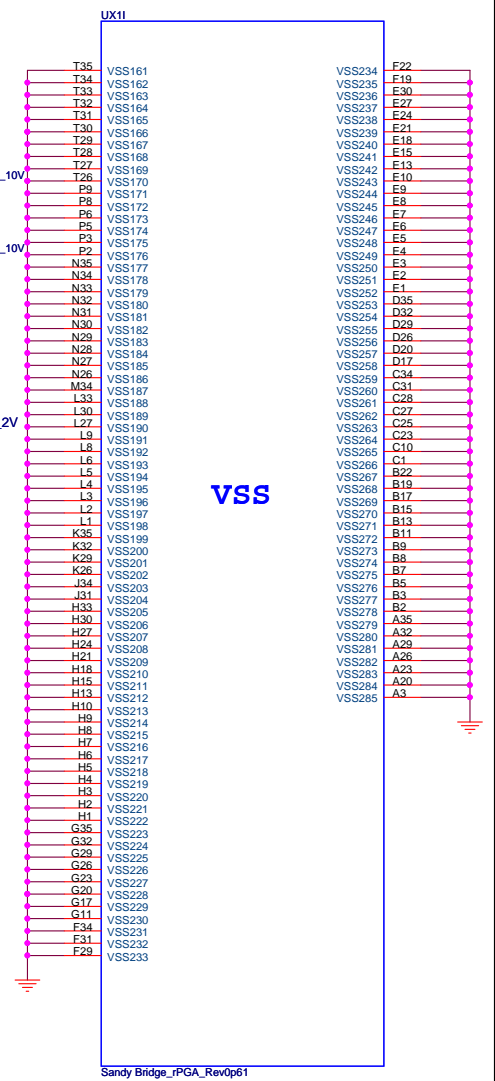 UX1I
T35 VSS161
T34 VSS162
T33 VSS163
T32 VSS164
T31 VSS165
T30 VSS166
T29 VSS167
T28 VSS168
T27 VSS169
T26 VSS170
P9 VSS171
P8 VSS172
P6 VSS173
P5 VSS174
P3 VSS175
P2 VSS176
N35 VSS177
N34 VSS178
N33 VSS179
N32 VSS180
N31 VSS181
N30 VSS182
N29 VSS183
N28 VSS184
N27 VSS185
N26 VSS186
M34 VSS187
L33 VSS188
L30 VSS189
L27 VSS190
L9 VSS191
L8 VSS192
L6 VSS193
L5 VSS194
L4 VSS195
L3 VSS196
L2 VSS197
L1 VSS198
K35 VSS199
K32 VSS200
K29 VSS201
K26 VSS202
J34 VSS203
J31 VSS204
H33 VSS205
H30 VSS206
H27 VSS207
H24 VSS208
H21 VSS209
H18 VSS210
H15 VSS211
H13 VSS212
H10 VSS213
H9 VSS214
H8 VSS215
H7 VSS216
H6 VSS217
H5 VSS218
H4 VSS219
H3 VSS220
H2 VSS221
H1 VSS222
G35 VSS223
G32 VSS224
G29 VSS225
G26 VSS226
G23 VSS227
G20 VSS228
G17 VSS229
G11 VSS230
F34 VSS231
F31 VSS232
F29 VSS233
_10V
_10V
_2V
VSS
VSS234 F22
VSS235 F19
VSS236 E30
VSS237 E27
VSS238 E24
VSS239 E21
VSS240 E18
VSS241 E15
VSS242 E13
VSS243 E10
VSS244 E9
VSS245 E8
VSS246 E7
VSS247 E6
VSS248 E5
VSS249 E4
VSS250 E3
VSS251 E2
VSS252 E1
VSS253 D35
VSS254 D32
VSS255 D29
VSS256 D26
VSS257 D20
VSS258 D17
VSS259 C34
VSS260 C31
VSS261 C28
VSS262 C27
VSS263 C25
VSS264 C23
VSS265 C10
VSS266 C1
VSS267 B22
VSS268 B19
VSS269 B17
VSS270 B15
VSS271 B13
VSS272 B11
VSS273 B9
VSS274 B8
VSS275 B7
VSS276 B5
VSS277 B3
VSS278 B2
VSS279 A35
VSS280 A32
VSS281 A29
VSS282 A26
VSS283 A23
VSS284 A20
VSS285 A3
Sandy Bridge_rPGA_Rev0p61